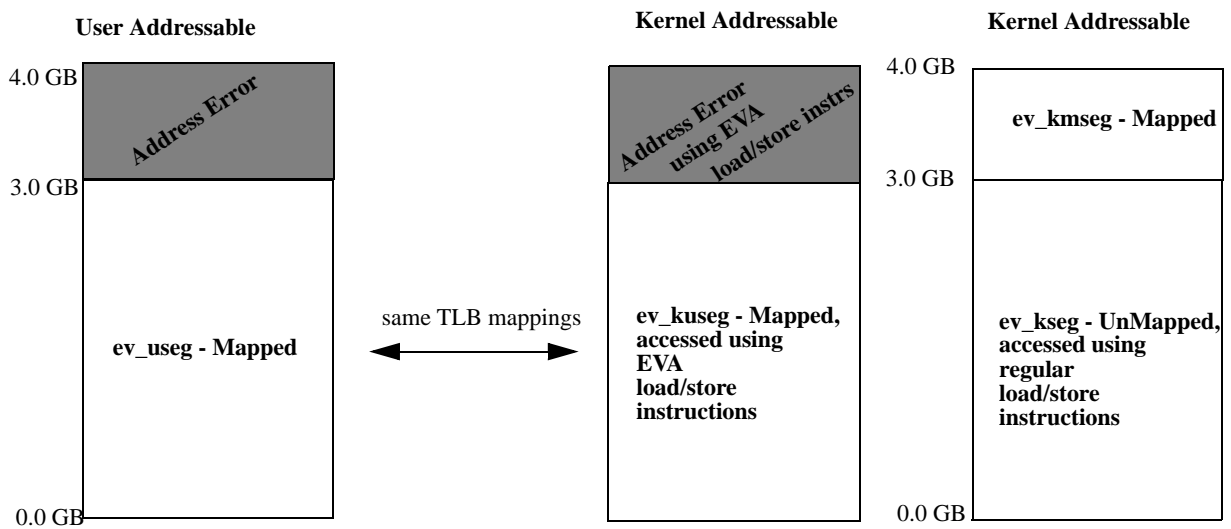 User Addressable
4.0 GB
Address Error
3.0 GB
ev_useg - Mapped
0.0 GB
same TLB mappings
Kernel Addressable
Address Error
using EVA
load/store instrs
ev_kuseg - Mapped,
accessed using
EVA
load/store
instructions
Kernel Addressable
4.0 GB
ev_kmseg - Mapped
3.0 GB
ev_kseg - UnMapped,
accessed using
regular
load/store
instructions
0.0 GB